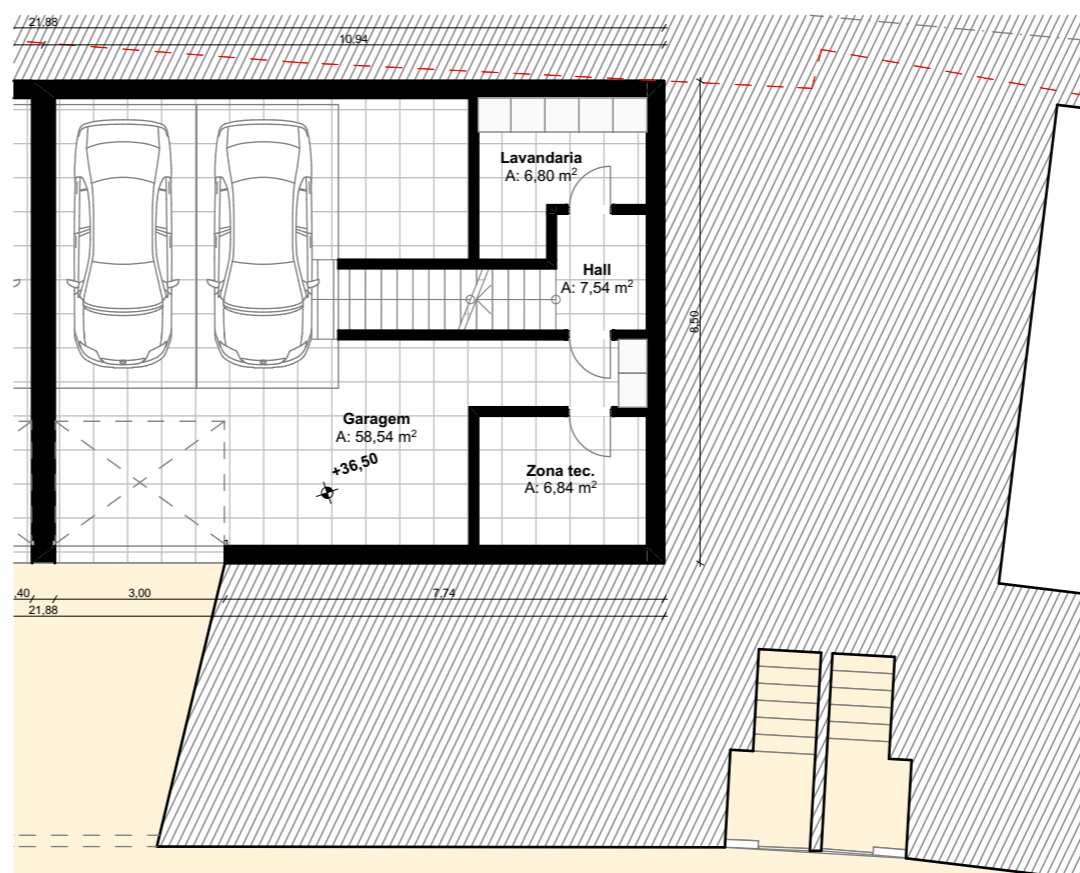 21,88
10,94
Lavandaria
A: 6,80 m²
Hall
A: 7,54 m²
8,50
Garagem
A: 58,54 m²
+36,50
Zona tec.
A: 6,84 m²
,40
3,00
7,74
21,88